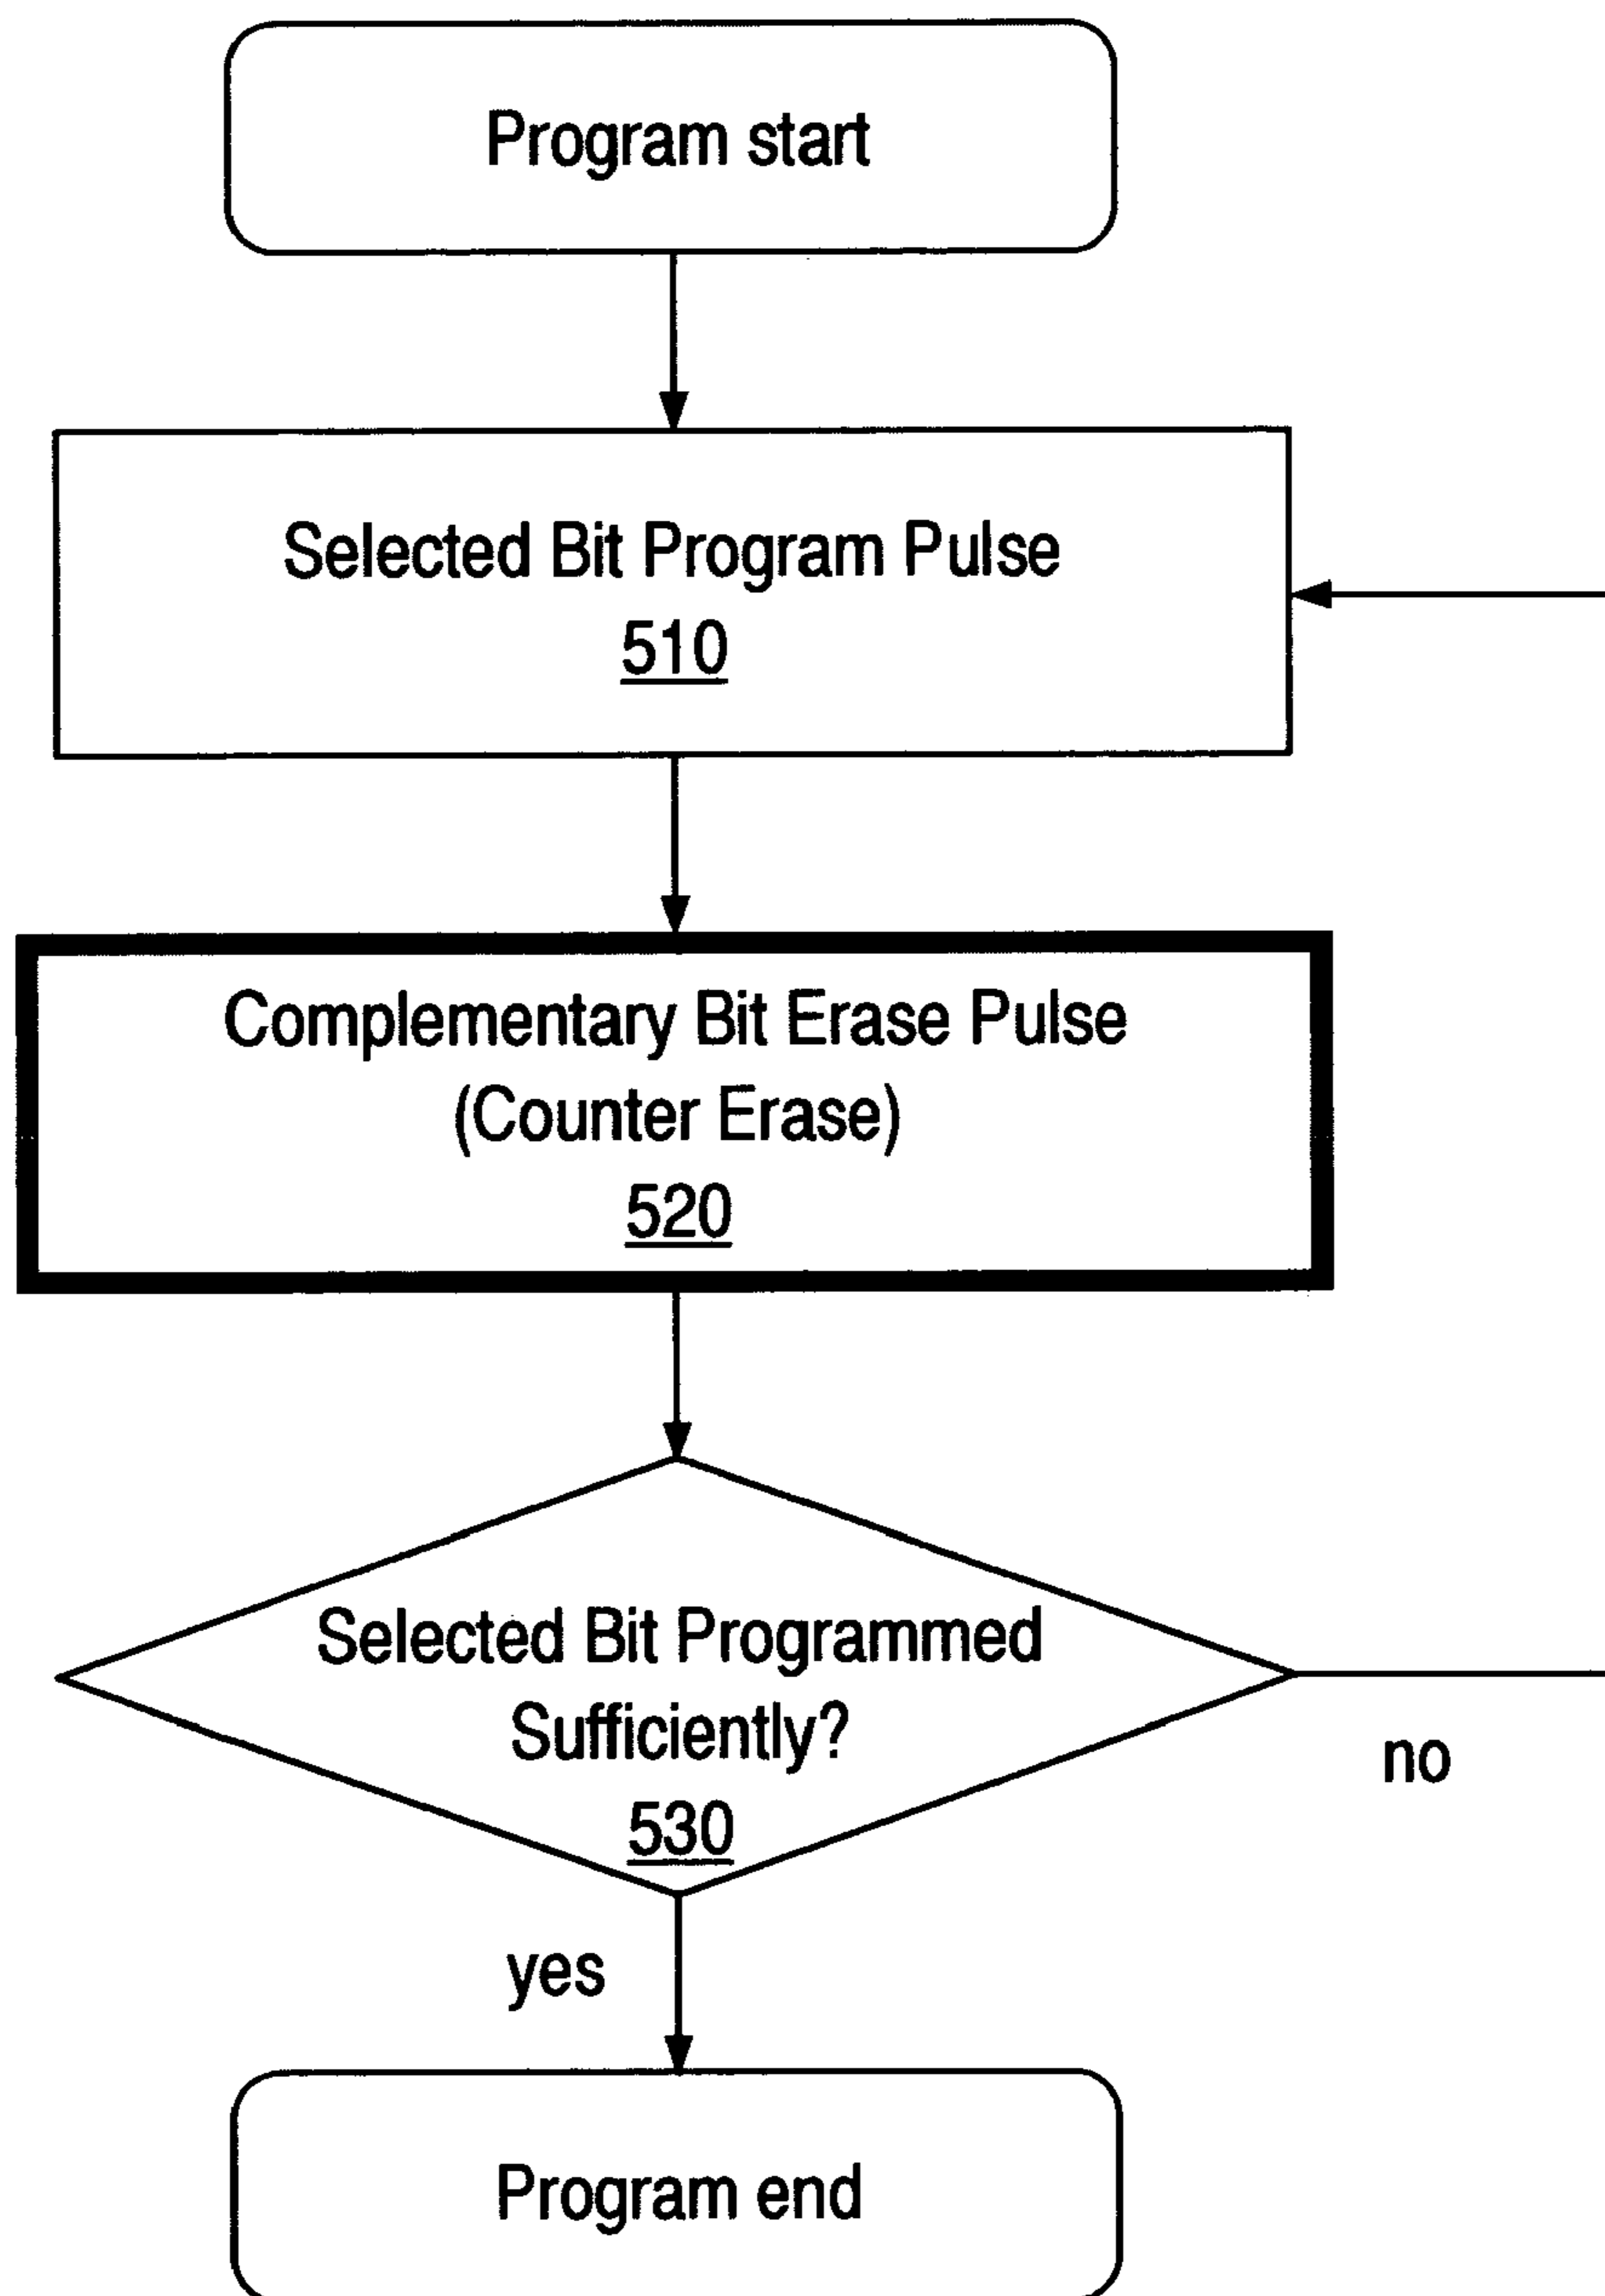 Program start
Selected Bit Program Pulse
510
Complementary Bit Erase Pulse
(Counter Erase)
520
Selected Bit Programmed
Sufficiently?
530
no
yes
Program end